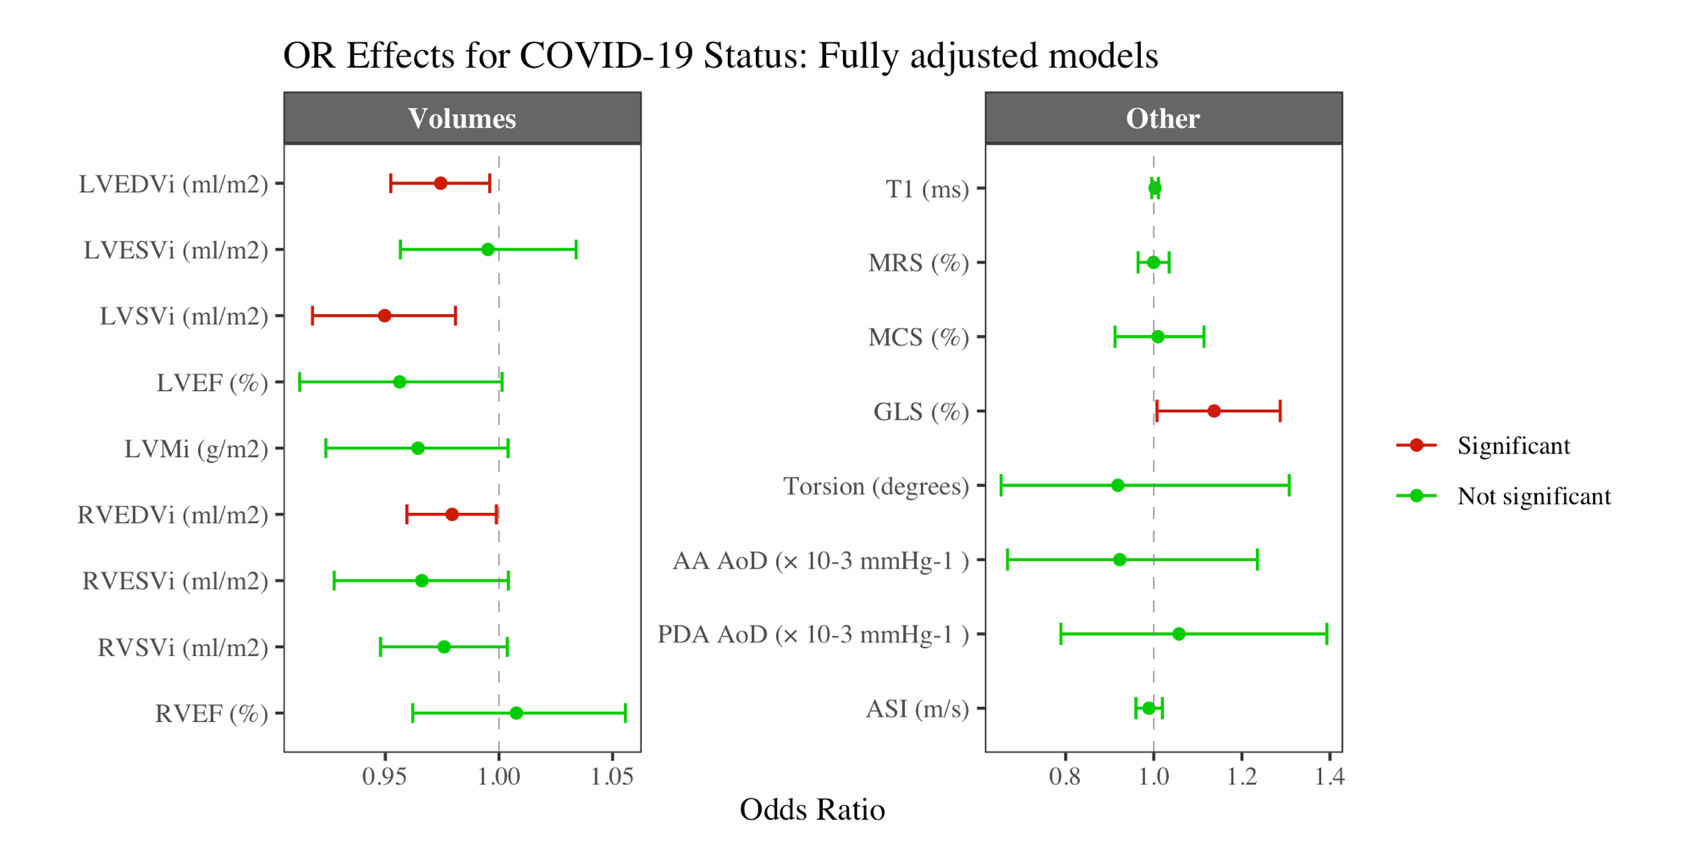 OR Effects for COVID-19 Status: Fully adjusted models
Volumes
LVEDVi (ml/m2)
LVESVi (ml/m2)
LVSVi (ml/m2)
LVEF (%)
LVMi (g/m2)
RVEDVi (ml/m2)
RVESVi (ml/m2)
RVSVi (ml/m2)
RVEF (%)
0.95 1.00 1.05
Other
T1 (ms)
MRS (%)
MCS (%)
GLS (%)
Torsion (degrees)
AA AoD (× 10-3 mmHg-1 )
PDA AoD (× 10-3 mmHg-1 )
ASI (m/s)
0.8 1.0 1.2 1.4
Odds Ratio
Significant
Not significant